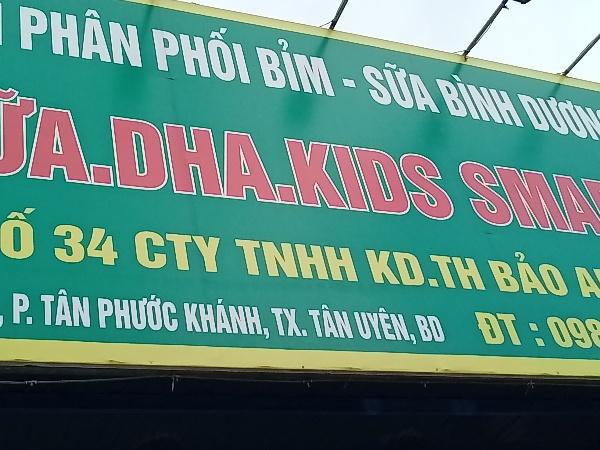 PHÂN PHỐI BỈM - SỮA BÌNH DƯƠNG
ỮA.DHA.KIDS SMA
Ố 34 CTY TNHH KD.TH BẢO A
, P. TÂN PHƯỚC KHÁNH, TX. TÂN UYÊN, BD ĐT : 098